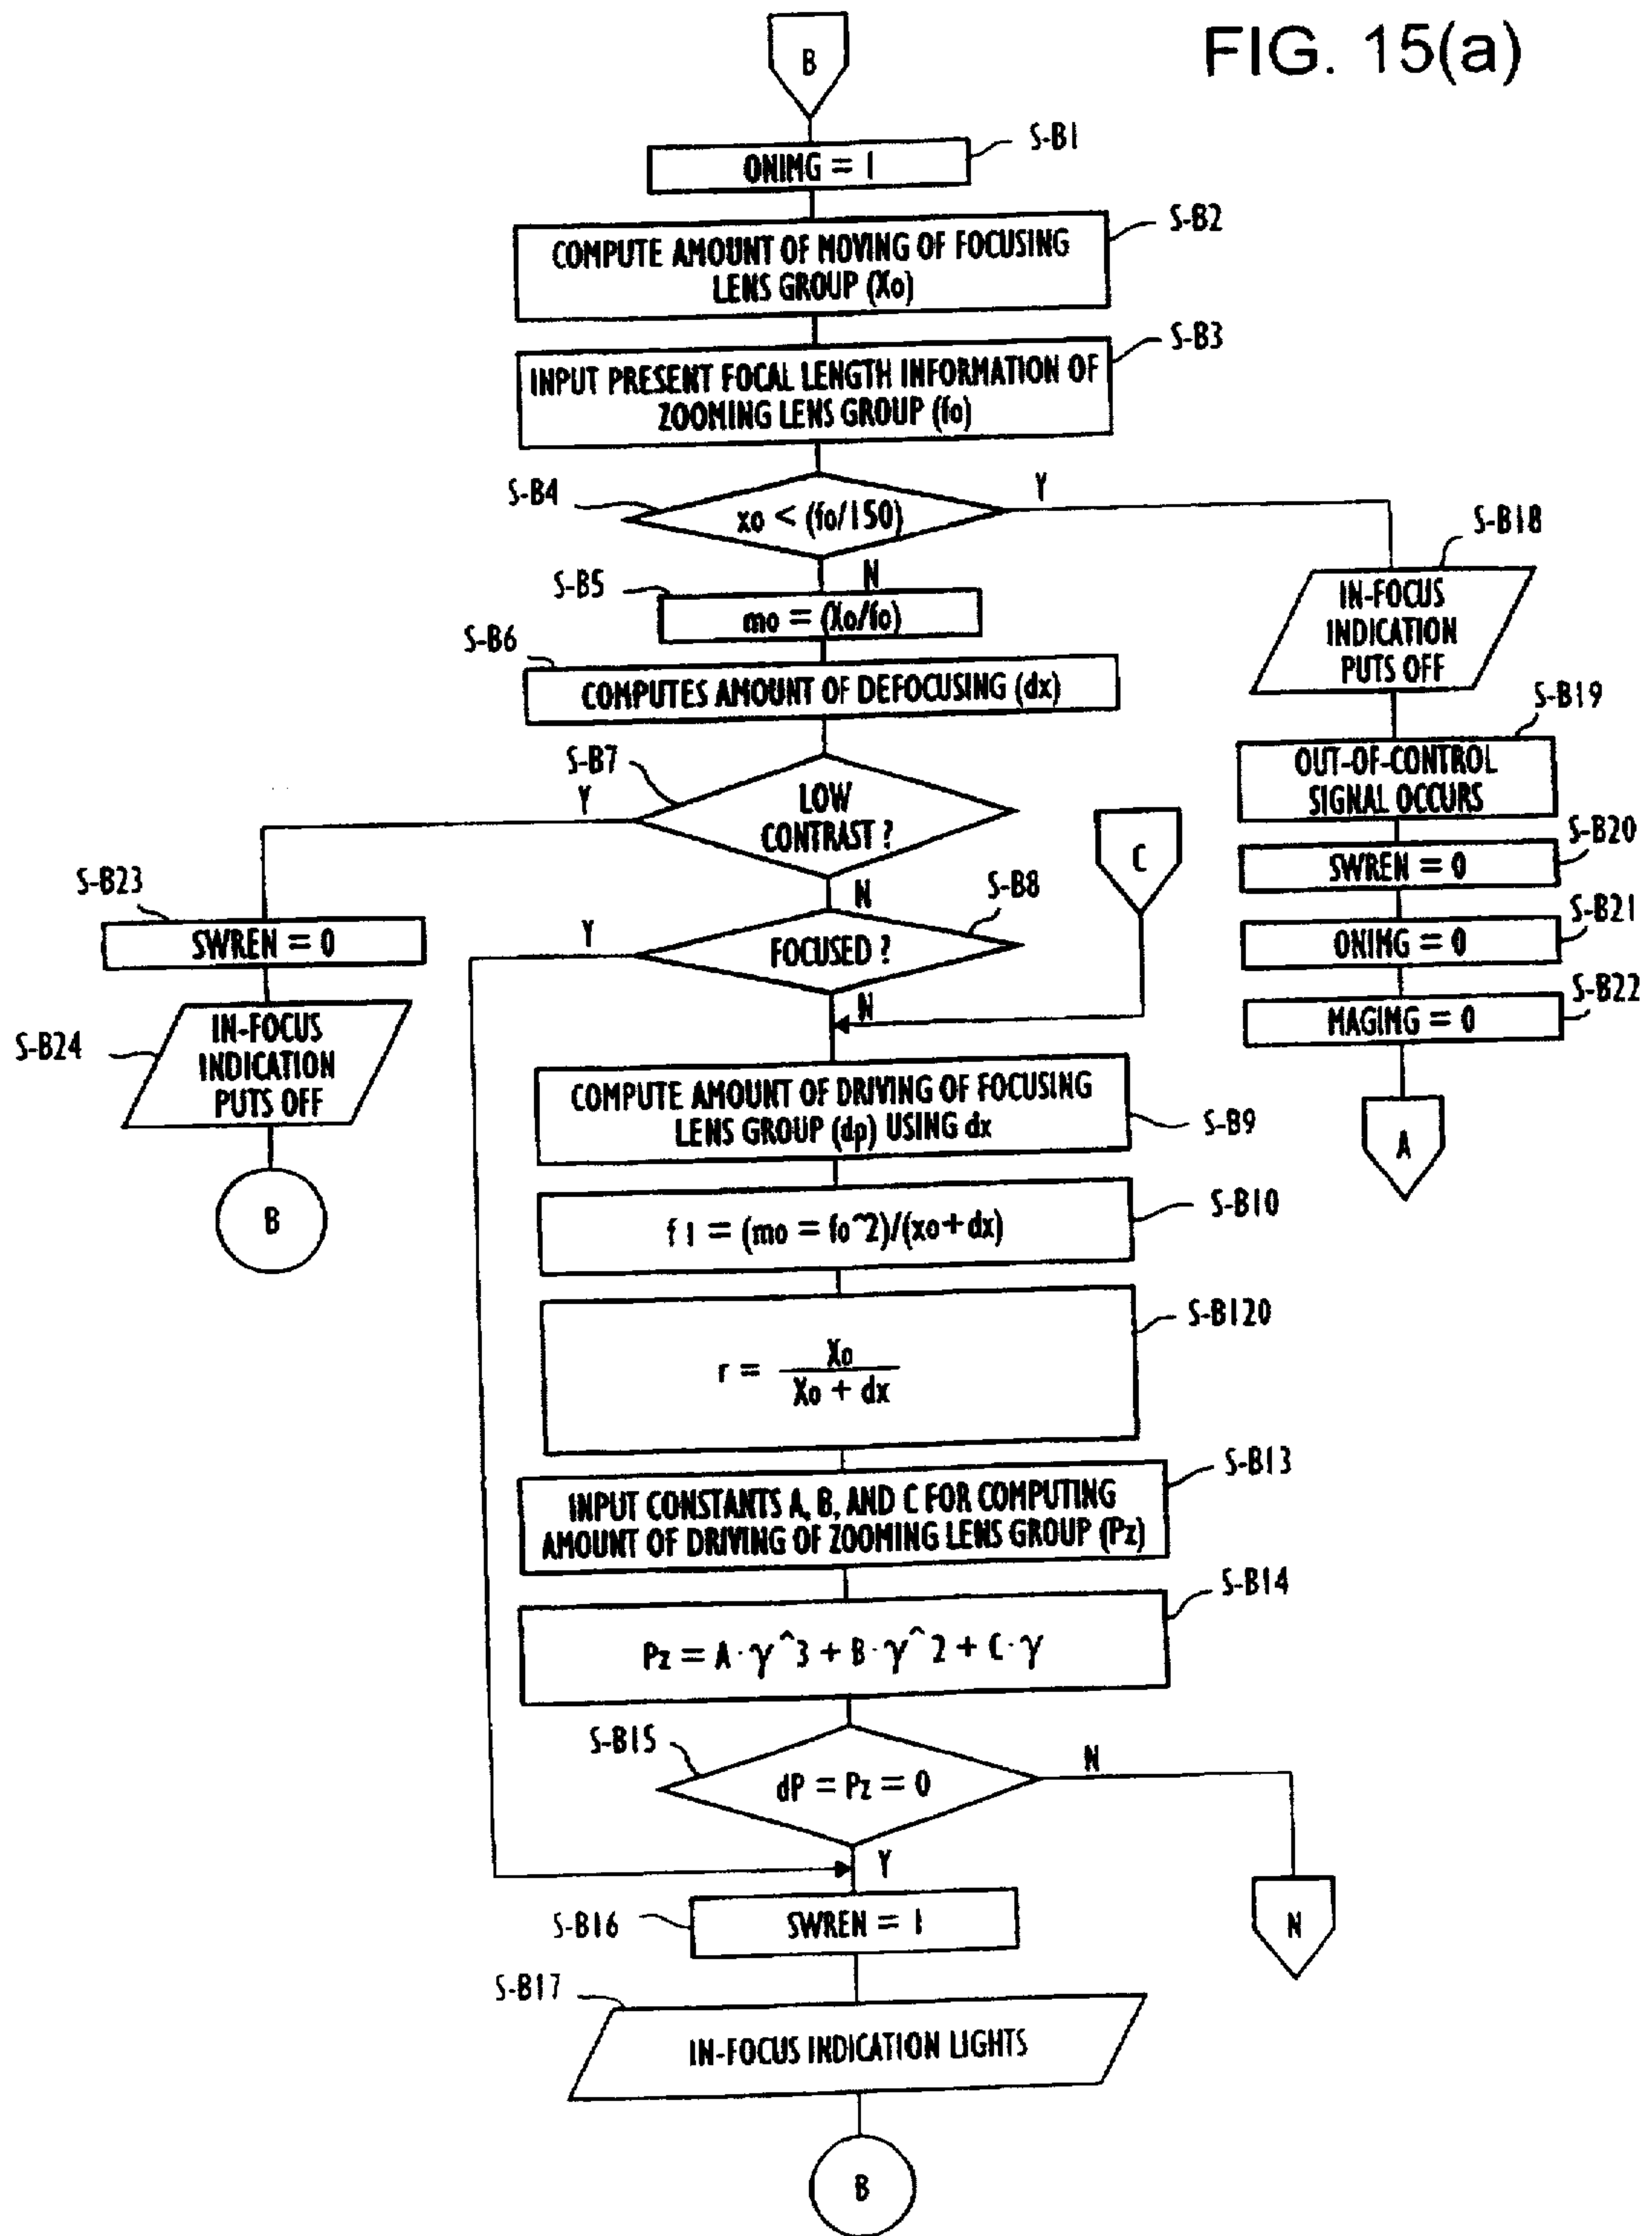 FIG. 15(a)
B
S-B1
ONIMG = 1
S-B2
COMPUTE AMOUNT OF MOVING OF FOCUSING
LENS GROUP (Xo)
S-B3
INPUT PRESENT FOCAL LENGTH INFORMATION OF
ZOOMING LENS GROUP (fo)
S-B4
xo < (fo/150)
Y
N
S-B18
IN-FOCUS
INDICATION
PUTS OFF
S-B5
mo = (Xo/fo)
S-B6
COMPUTES AMOUNT OF DEFOCUSING (dx)
S-B19
OUT-OF-CONTROL
SIGNAL OCCURS
S-B7
LOW
CONTRAST ?
Y
N
C
S-B20
SWREN = 0
S-B23
SWREN = 0
S-B8
FOCUSED ?
Y
N
S-B21
ONIMG = 0
S-B22
MAGIMG = 0
S-B24
IN-FOCUS
INDICATION
PUTS OFF
A
B
COMPUTE AMOUNT OF DRIVING OF FOCUSING
LENS GROUP (dp) USING dx
S-B9
S-B10
f1 = (mo = fo^2)/(xo+dx)
S-B120
r = Xo
Xo + dx
S-B13
INPUT CONSTANTS A, B, AND C FOR COMPUTING
AMOUNT OF DRIVING OF ZOOMING LENS GROUP (Pz)
S-B14
Pz = A·γ^3 + B·γ^2 + C·γ
S-B15
dP = Pz = 0
N
Y
N
S-B16
SWREN = 1
S-B17
IN-FOCUS INDICATION LIGHTS
B